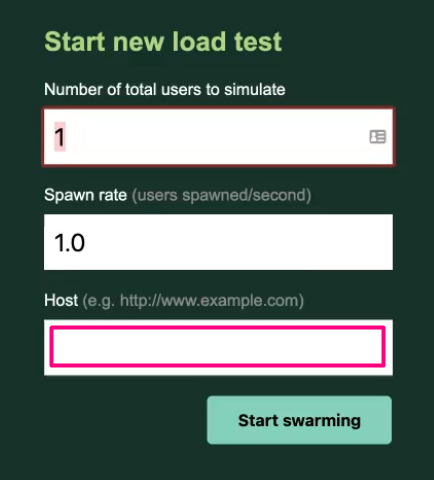 Start new load test
Number of total users to simulate
1
Spawn rate (users spawned/second)
1.0
Host (e.g. http://www.example.com)
Start swarming